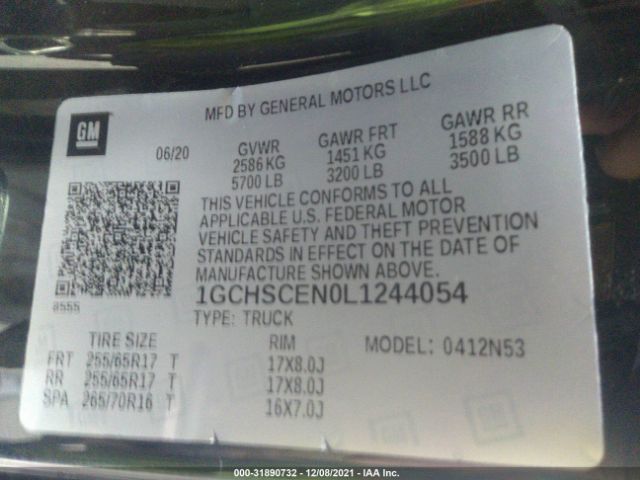 MFD BY GENERAL MOTORS LLC
GM
06/20
GVWR GAWR FRT GAWR RR
2586 KG 1451 KG 1588 KG
5700 LB 3200 LB 3500 LB
THIS VEHICLE CONFORMS TO ALL
APPLICABLE U.S. FEDERAL MOTOR
VEHICLE SAFETY AND THEFT PREVENTION
STANDARDS IN EFFECT ON THE DATE OF
MANUFACTURE SHOWN ABOVE.
8555
1GCHSCEN0L1244054
TYPE: TRUCK
TIRE SIZE RIM MODEL: 0412N53
FRT 255/65R17 T 17X8.0J
RR 255/65R17 T 17X8.0J
SPA 265/70R16 T 16X7.0J
000-31890732 - 12/08/2021 - IAA Inc.